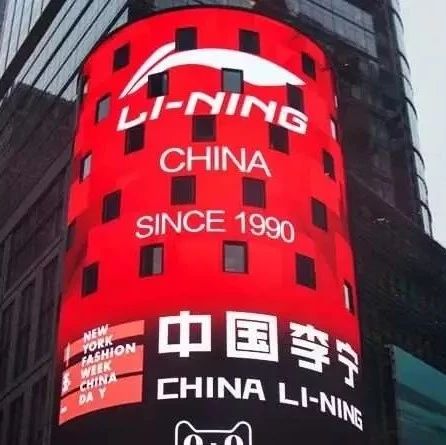 LI-NING
CHINA
SINCE 1990
NEW
YORK
FASHION
WEEK
CHINA
DAY
中国李宁
CHINA LI-NING